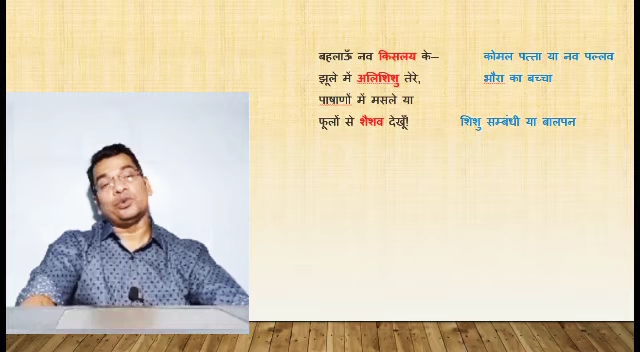 बहलाऊँ नव किसलय के– कोमल पत्ता या नव पल्लव
झूले में अलिशिशु तेरे, भौरा का बच्चा
पाषाणों में मसले या
फूलों से शैशव देखूँ! शिशु सम्बंधी या बालपन